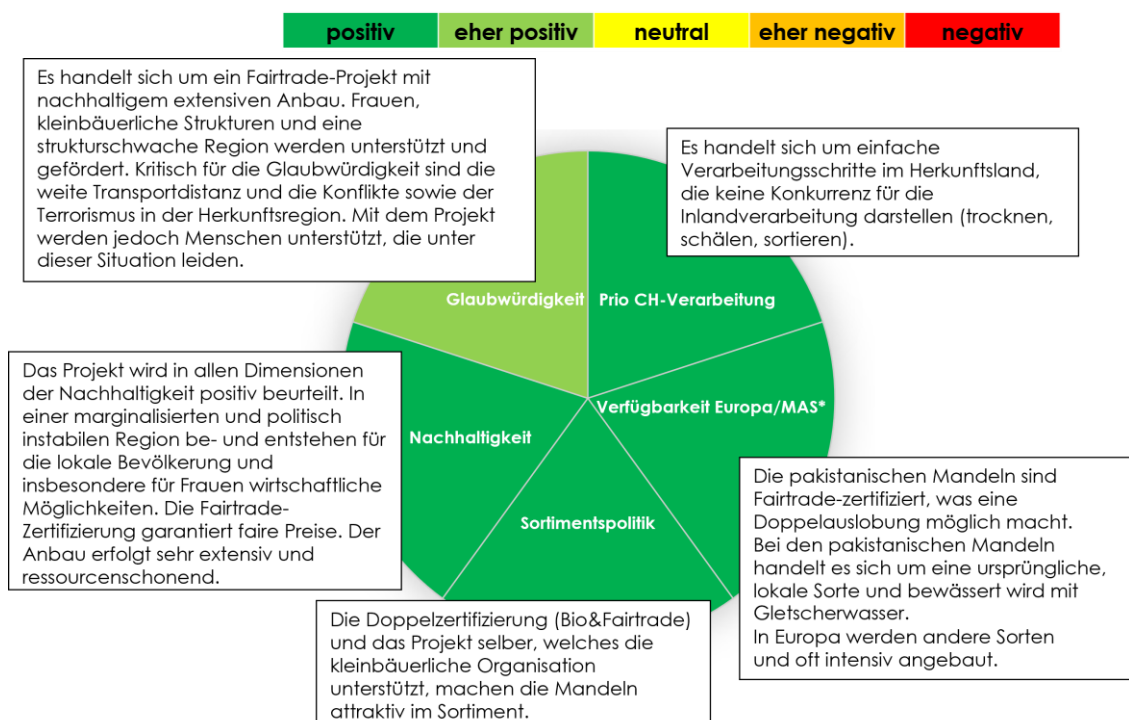 positiv
eher positiv
neutral
eher negativ
negativ
Es handelt sich um ein Fairtrade-Projekt mit
nachhaltigem extensiven Anbau. Frauen,
kleinbäuerliche Strukturen und eine
strukturschwache Region werden unterstützt und
gefördert. Kritisch für die Glaubwürdigkeit sind die
weite Transportdistanz und die Konflikte sowie der
Terrorismus in der Herkunftsregion. Mit dem Projekt
werden jedoch Menschen unterstützt, die unter
dieser Situation leiden.
Es handelt sich um einfache
Verarbeitungsschritte im Herkunftsland,
die keine Konkurrenz für die
Inlandverarbeitung darstellen (trocknen,
schälen, sortieren).
Glaubwürdigkeit
Prio CH-Verarbeitung
Das Projekt wird in allen Dimensionen
der Nachhaltigkeit positiv beurteilt. In
einer marginalisierten und politisch
instabilen Region be- und entstehen für
die lokale Bevölkerung und
insbesondere für Frauen wirtschaftliche
Möglichkeiten. Die Fairtrade-
Zertifizierung garantiert faire Preise. Der
Anbau erfolgt sehr extensiv und
ressourcenschonend.
Nachhaltigkeit
Verfügbarkeit Europa/MAS*
Sortimentspolitik
Die pakistanischen Mandeln sind
Fairtrade-zertifiziert, was eine
Doppelauslobung möglich macht.
Bei den pakistanischen Mandeln
handelt es sich um eine ursprüngliche,
lokale Sorte und bewässert wird mit
Gletscherwasser.
In Europa werden andere Sorten
und oft intensiv angebaut.
Die Doppelzertifizierung (Bio&Fairtrade)
und das Projekt selber, welches die
kleinbäuerliche Organisation
unterstützt, machen die Mandeln
attraktiv im Sortiment.